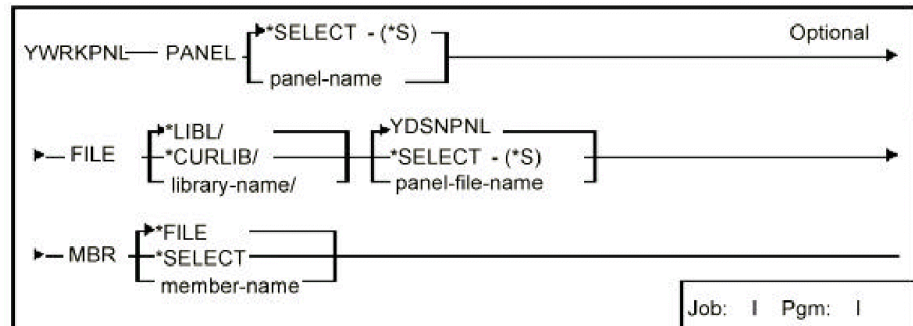 *SELECT - (*S)
Optional
YWRKPNL PANEL
panel-name
*LIBL/
YDSNPNL
FILE
*CURLIB/
*SELECT - (*S)
library-name/
panel-file-name
*FILE
MBR
*SELECT
member-name
Job: I Pgm: I